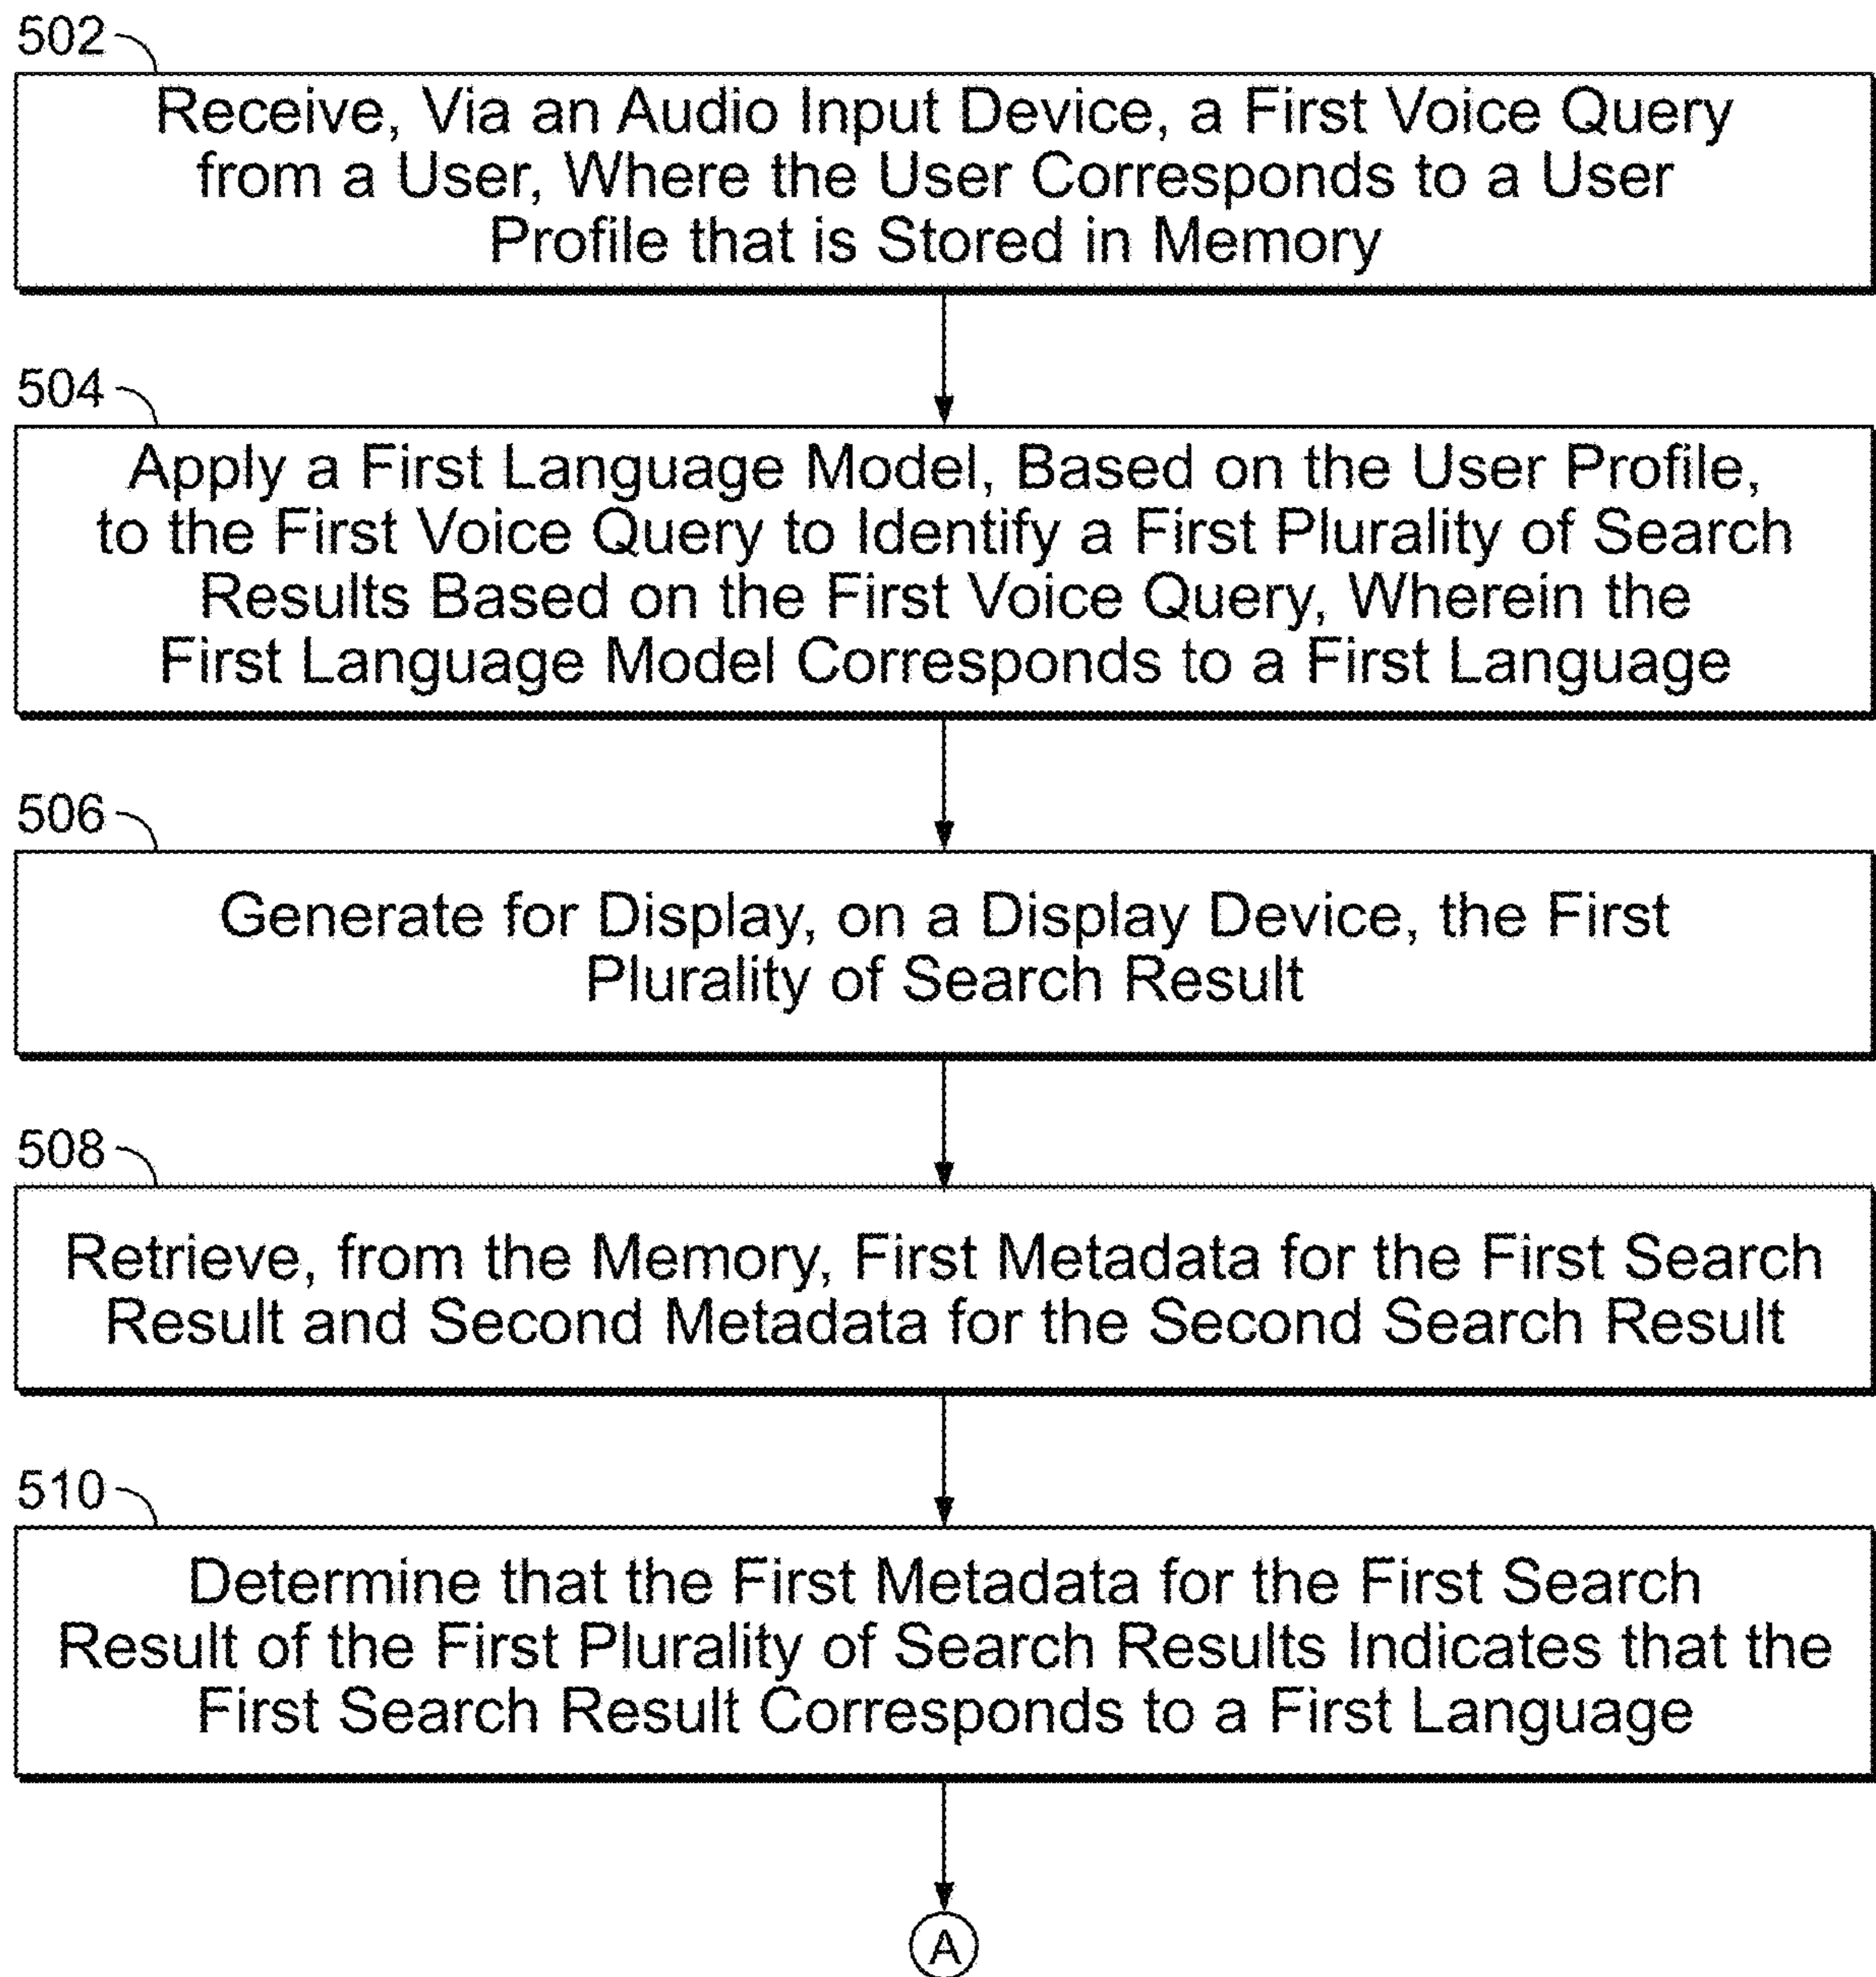 502
Receive, Via an Audio Input Device, a First Voice Query
from a User, Where the User Corresponds to a User
Profile that is Stored in Memory
504
Apply a First Language Model, Based on the User Profile,
to the First Voice Query to Identify a First Plurality of Search
Results Based on the First Voice Query, Wherein the
First Language Model Corresponds to a First Language
506
Generate for Display, on a Display Device, the First
Plurality of Search Result
508
Retrieve, from the Memory, First Metadata for the First Search
Result and Second Metadata for the Second Search Result
510
Determine that the First Metadata for the First Search
Result of the First Plurality of Search Results Indicates that the
First Search Result Corresponds to a First Language
A